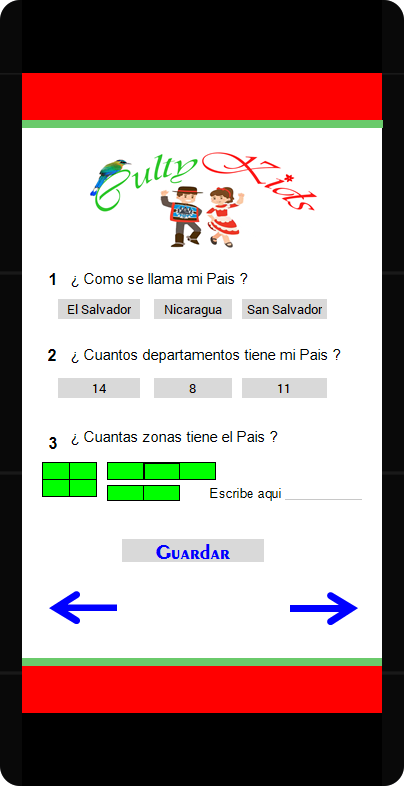 Culty Kids
1 ¿ Como se llama mi Pais ?
El Salvador Nicaragua San Salvador
2 ¿ Cuantos departamentos tiene mi Pais ?
14 8 11
3 ¿ Cuantas zonas tiene el Pais ?
Escribe aqui ___________
Guardar